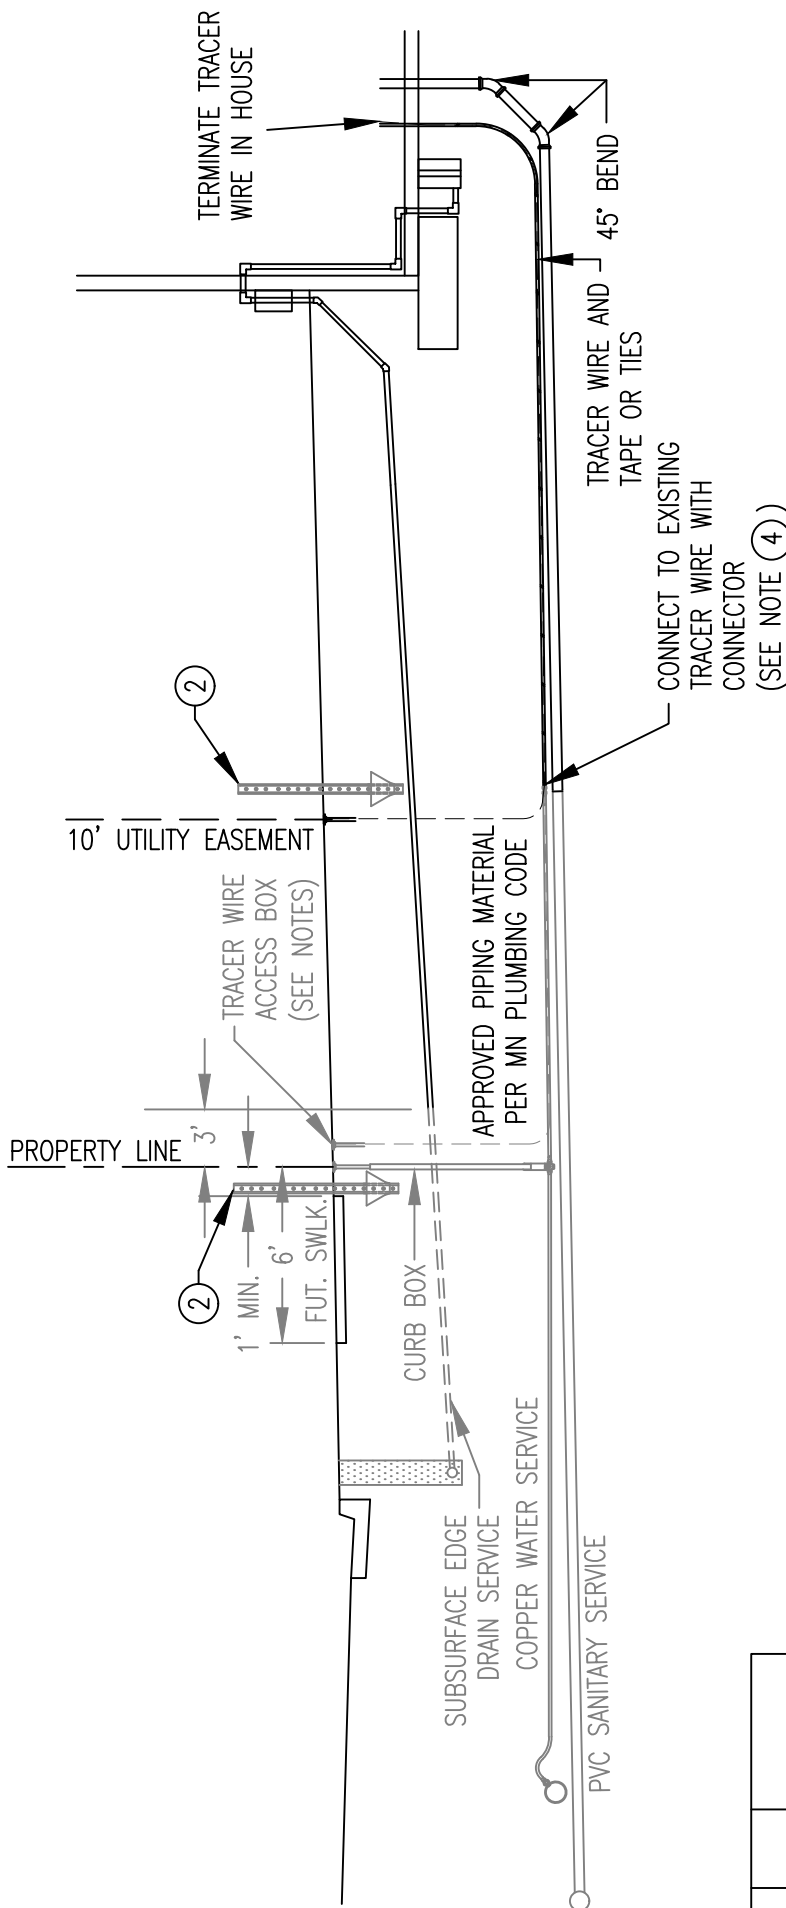 PROPERTY LINE
10' UTILITY EASEMENT
TERMINATE TRACER
WIRE IN HOUSE
2
2
TRACER WIRE
ACCESS BOX
(SEE NOTES)
3'
1' MIN.
6'
FUT. SWLK.
CURB BOX
SUBSURFACE EDGE
DRAIN SERVICE
COPPER WATER SERVICE
PVC SANITARY SERVICE
APPROVED PIPING MATERIAL
PER MN PLUMBING CODE
CONNECT TO EXISTING
TRACER WIRE WITH
CONNECTOR
(SEE NOTE 4)
TRACER WIRE AND
TAPE OR TIES
45° BEND